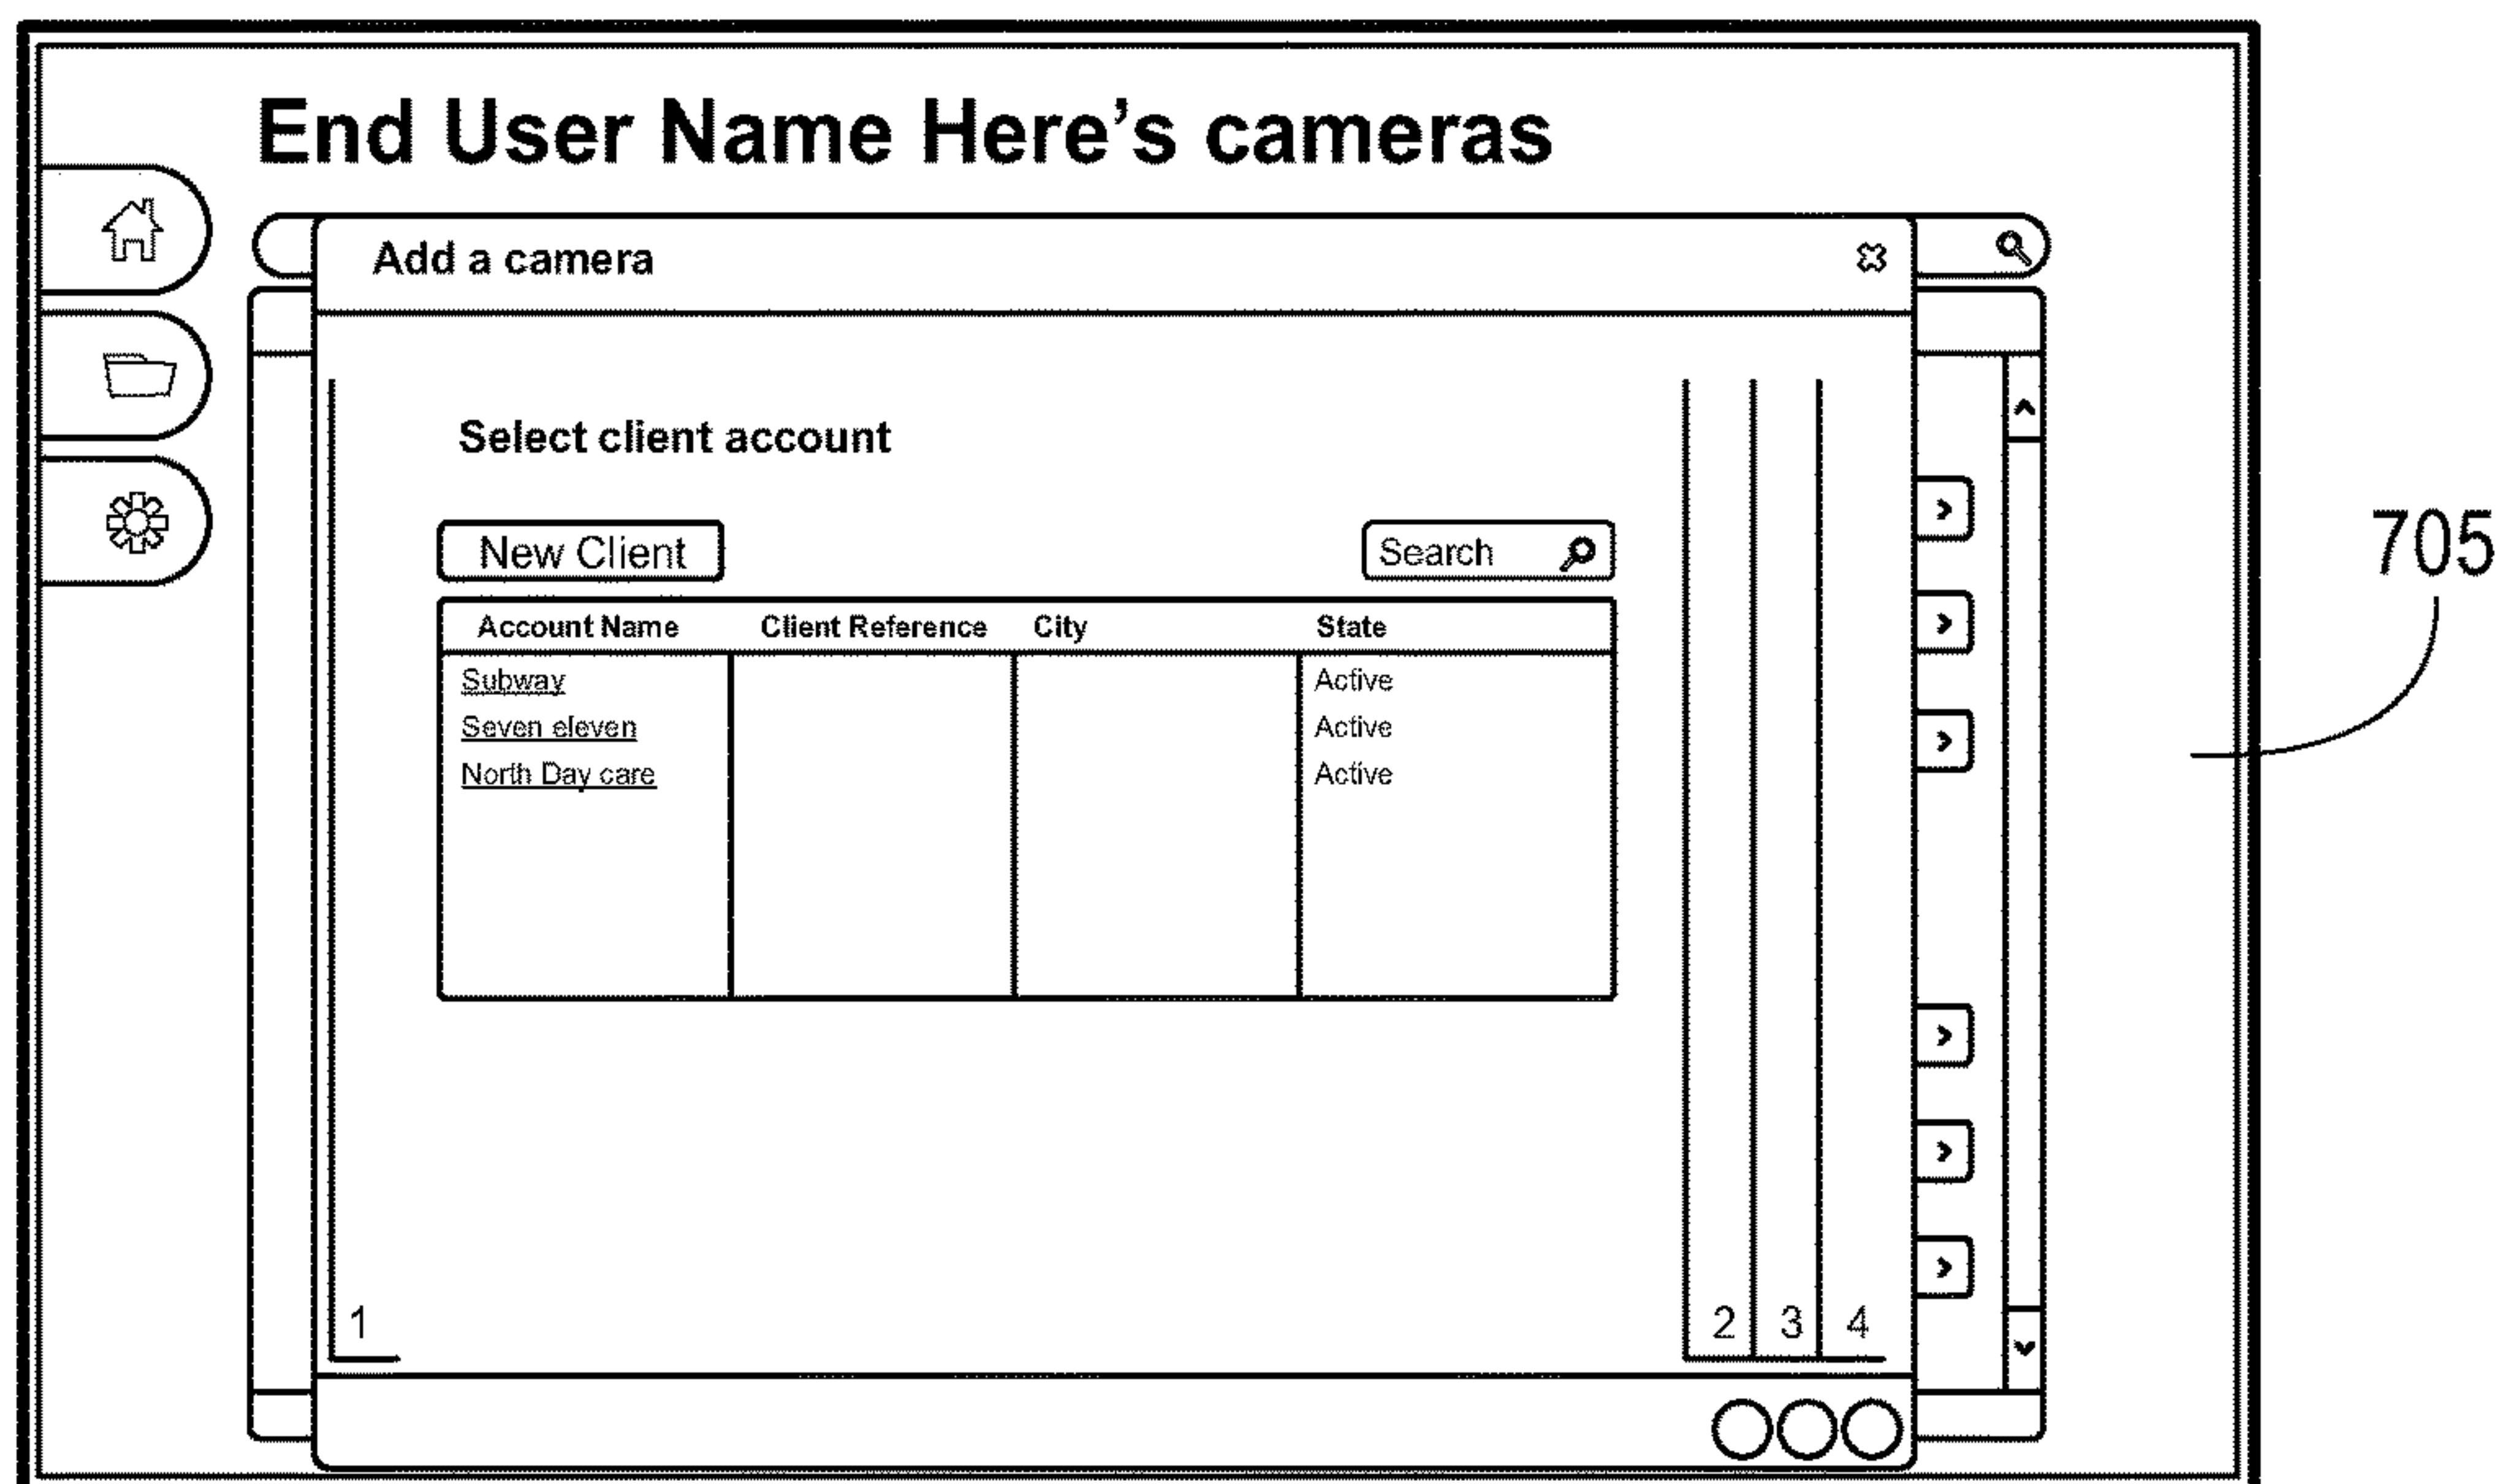 End User Name Here’s cameras
Add a camera
Select client account
New Client
Search
Account Name Client Reference City State
Subway Active
Seven eleven Active
North Day care Active
705
1 2 3 4